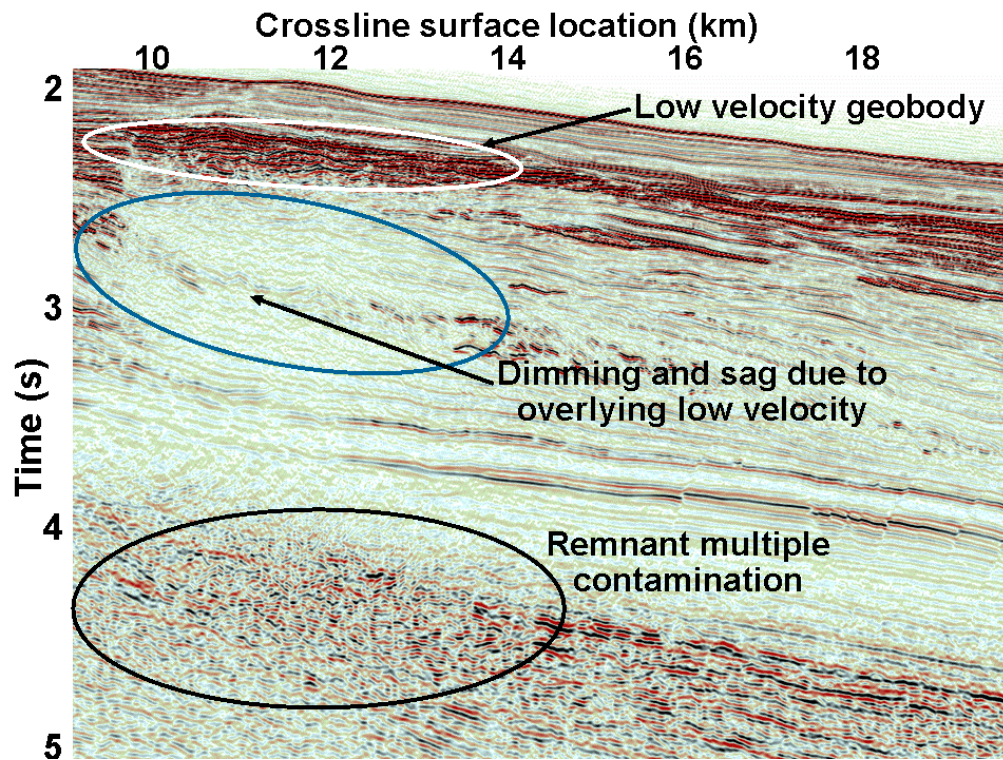 Crossline surface location (km)
10 12 14 16 18
2
Low velocity geobody
3
Dimming and sag due to
overlying low velocity
Time (s)
4
Remnant multiple
contamination
5